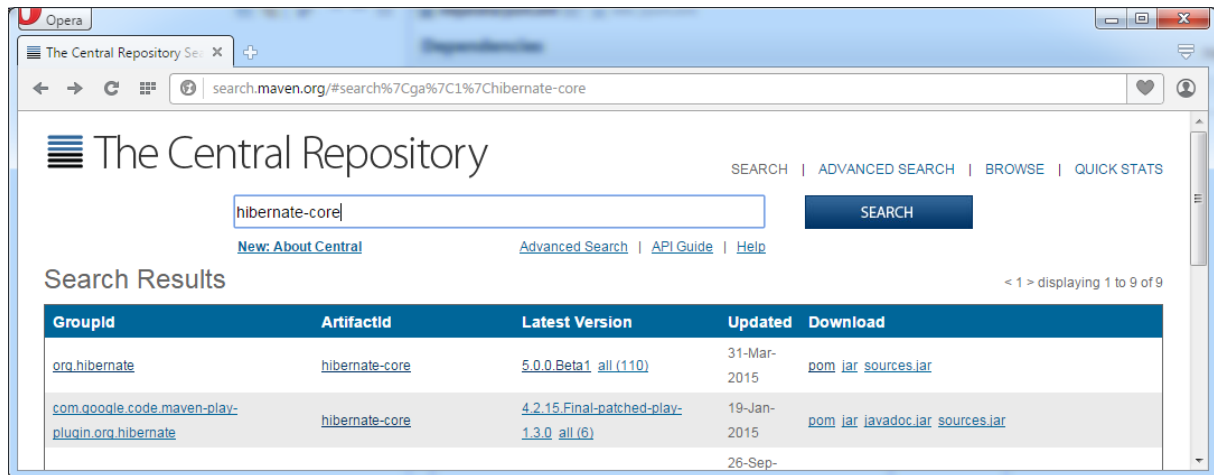 Opera
Dependencies
The Central Repository Se
search.maven.org/#search%7Cga%7C1%7Chibernate-core
The Central Repository
SEARCH | ADVANCED SEARCH | BROWSE | QUICK STATS
hibernate-core
SEARCH
New: About Central
Advanced Search | API Guide | Help
Search Results
< 1 > displaying 1 to 9 of 9
GroupId ArtifactId Latest Version Updated Download
org.hibernate hibernate-core 5.0.0.Beta1 all (110) 31-Mar-
2015 pom jar sources.jar
com.google.code.maven-play- hibernate-core 4.2.15.Final-patched-play- 19-Jan-
plugin.org.hibernate 1.3.0 all (6) 2015 pom jar javadoc.jar sources.jar
26-Sep-